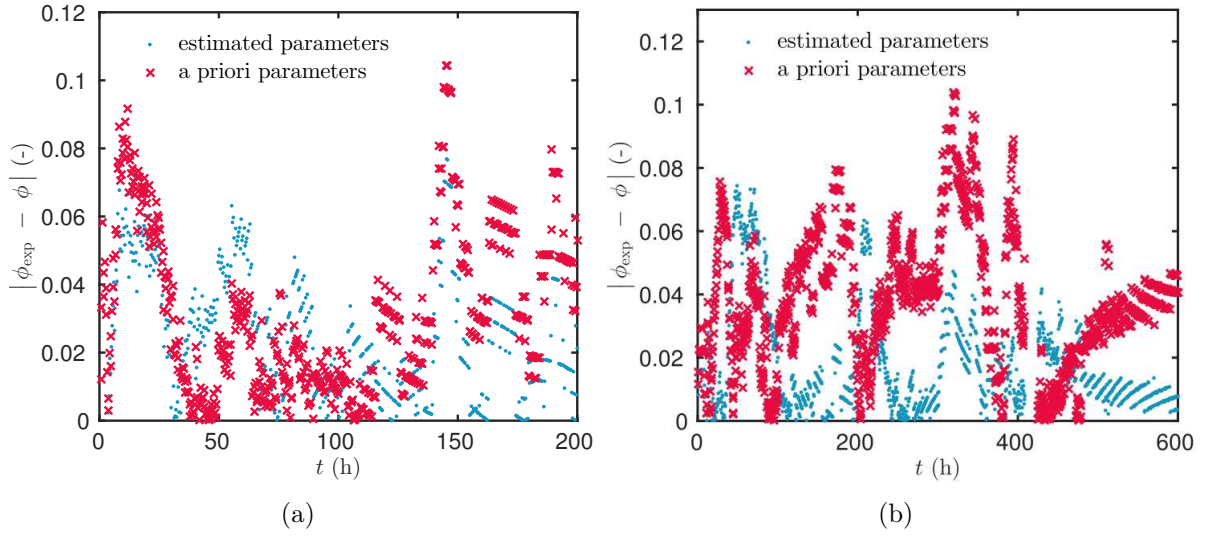 0.12
0.1
0.08
0.06
0.04
0.02
0
| ϕexp − ϕ | (-)
estimated parameters
a priori parameters
0 50 100 150 200
t (h)
(a)
0.12
0.1
0.08
0.06
0.04
0.02
0
| ϕexp − ϕ | (-)
estimated parameters
a priori parameters
0 200 400 600
t (h)
(b)